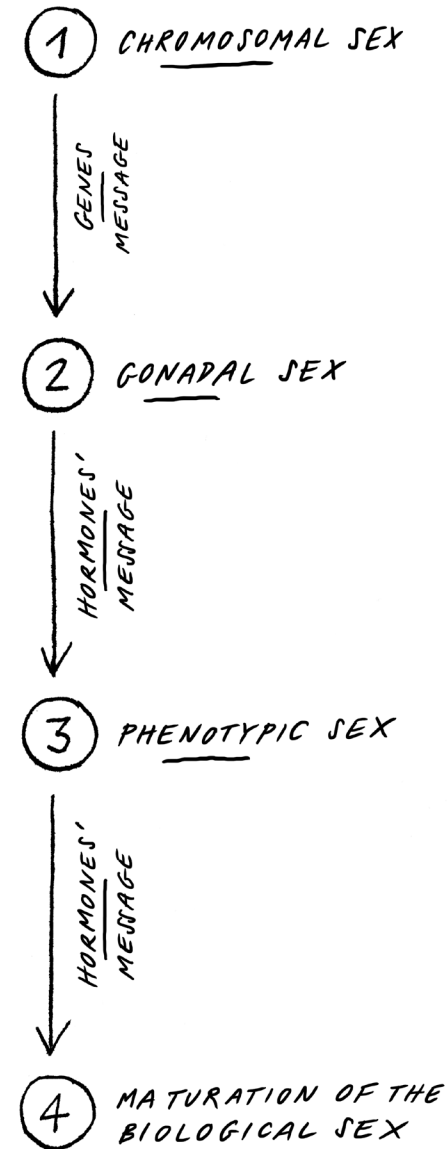 1 CHROMOSOMAL SEX
GENES
MESSAGE
2 GONADAL SEX
HORMONES'
MESSAGE
3 PHENOTYPIC SEX
HORMONES'
MESSAGE
4 MATURATION OF THE
BIOLOGICAL SEX